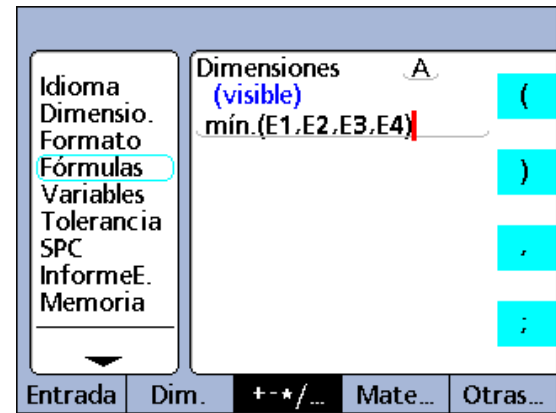 Idioma
Dimensio.
Formato
Fórmulas
Variables
Tolerancia
SPC
InformeE.
Memoria
Dimensiones A
(visible)
mín.(E1,E2,E3,E4)
(
)
,
;
Entrada Dim. +-*/... Mate... Otras...